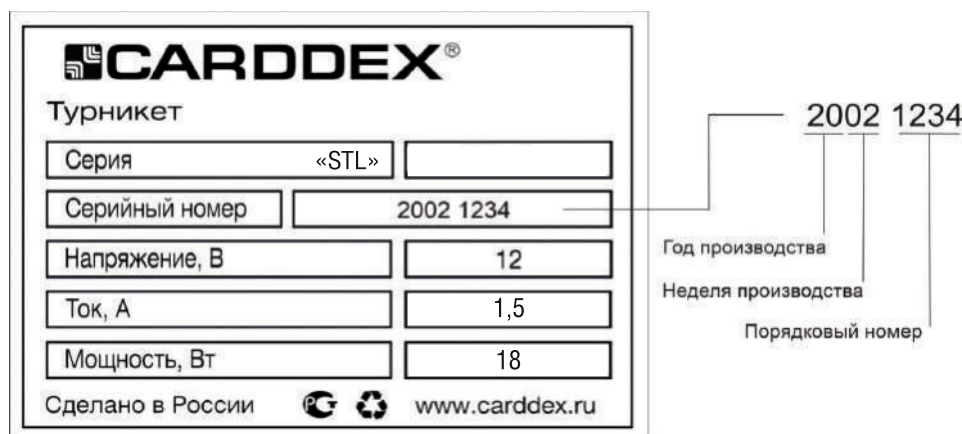 CARDDEX®
Турникет
Серия «STL»
Серийный номер 2002 1234
Напряжение, В 12
Ток, А 1,5
Мощность, Вт 18
Сделано в России РСТ www.carddex.ru
2002 1234
Год производства
Неделя производства
Порядковый номер